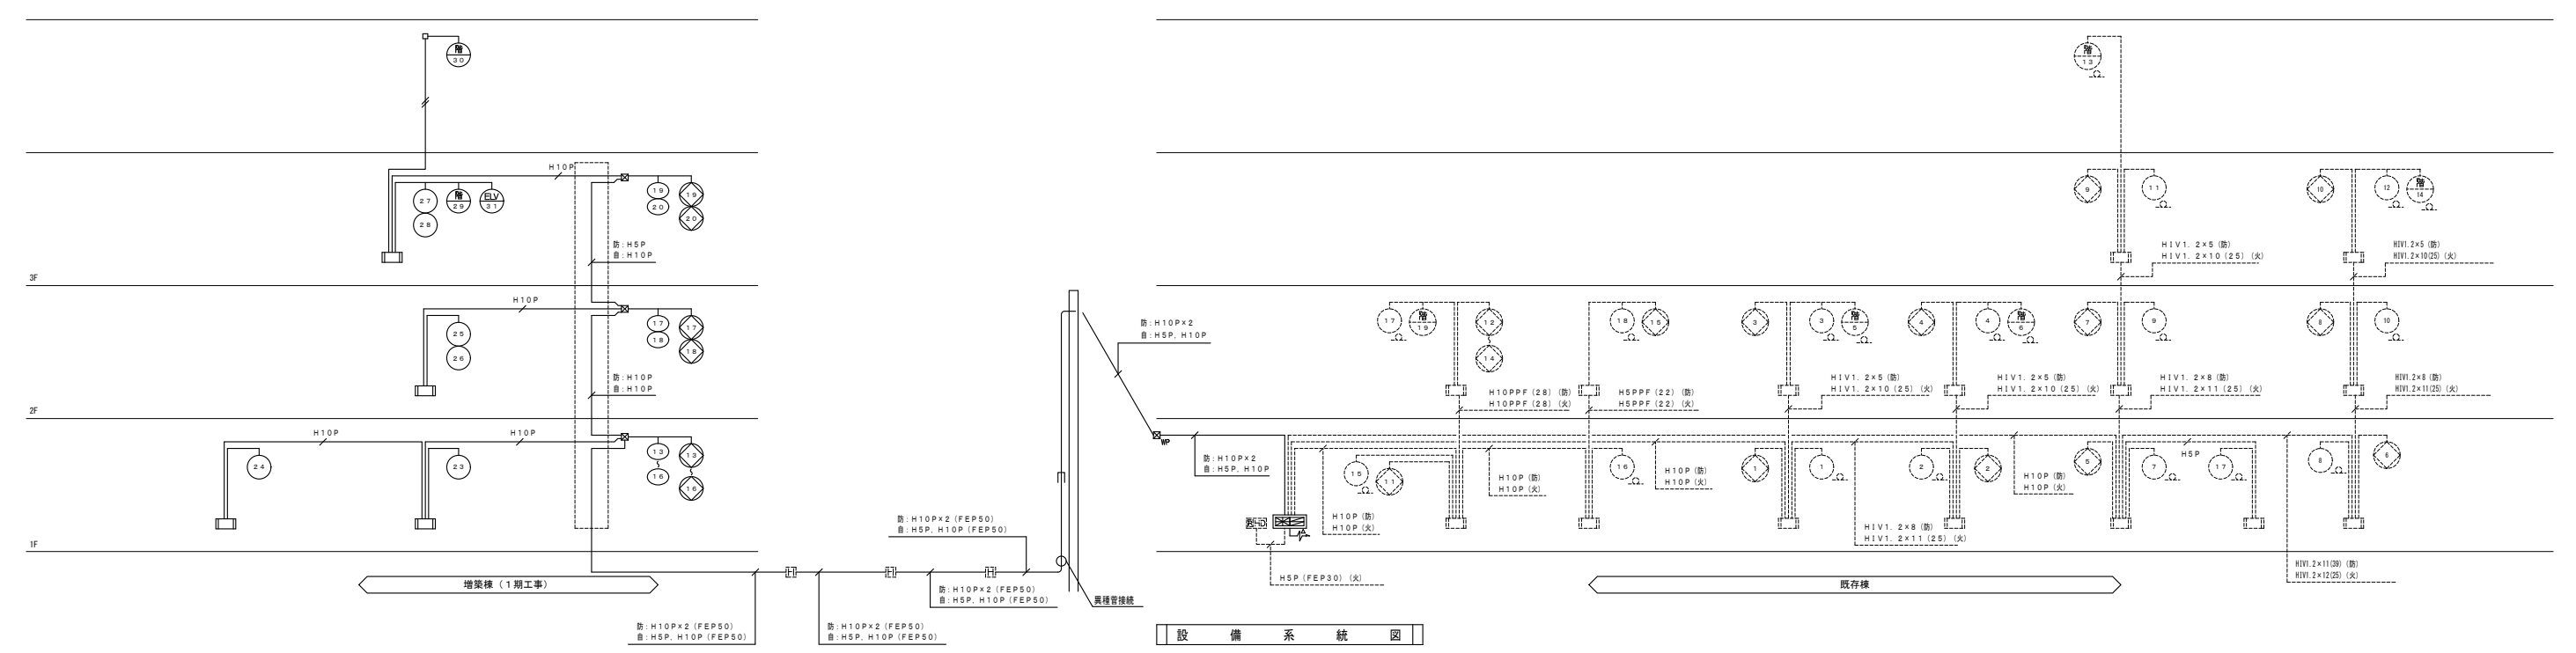 階
30
階
13
H10P
27
28
階
29
ELV
31
19
20
19
20
防:H5P
自:H10P
3F
9
11
10
12
階
14
HIV1.2×5 (防)
HIV1.2×10(25) (火)
HIV1.2×5 (防)
HIV1.2×10(25) (火)
H10P
25
26
17
18
17
18
防:H10P
自:H10P
2F
防:H10P×2
自:H5P, H10P
17
階
19
12
14
18
15
3
3
階
5
4
4
階
6
7
9
8
10
H10PPF(28) (防)
H10PPF(28) (火)
H5PPF(22) (防)
H5PPF(22) (火)
HIV1.2×5 (防)
HIV1.2×10(25) (火)
HIV1.2×5 (防)
HIV1.2×10(25) (火)
HIV1.2×8 (防)
HIV1.2×11(25) (火)
HIV1.2×8 (防)
HIV1.2×11(25) (火)
H10P
H10P
24
23
13
16
13
16
1F
WP
防:H10P×2
自:H5P, H10P
15
11
16
1
1
2
2
5
7
17
8
6
H5P
H10P (防)
H10P (火)
H10P (防)
H10P (火)
H10P (防)
H10P (火)
H10P (防)
H10P (火)
HIV1.2×8 (防)
HIV1.2×11(25) (火)
HIV1.2×11(39) (防)
HIV1.2×12(25) (火)
H5P(FEP30) (火)
防:H10P×2(FEP50)
自:H5P, H10P(FEP50)
防:H10P×2(FEP50)
自:H5P, H10P(FEP50)
防:H10P×2(FEP50)
自:H5P, H10P(FEP50)
防:H10P×2(FEP50)
自:H5P, H10P(FEP50)
異種管接続
増築棟(1期工事)
既存棟
設備系統図